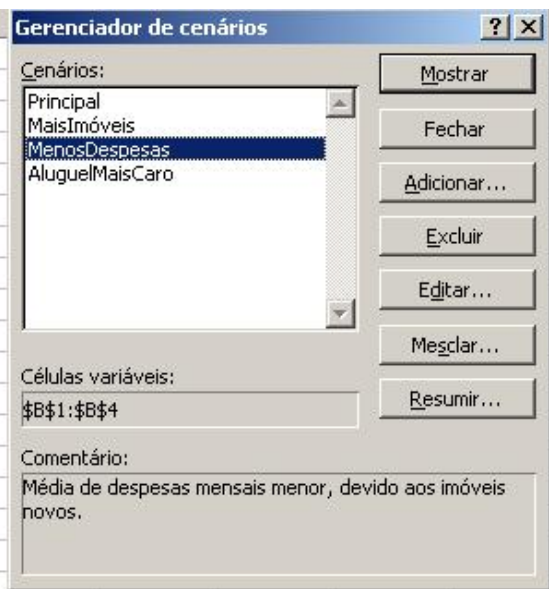 Gerenciador de cenários
Cenários:
Principal
MaisImóveis
MenosDespesas
AluguelMaisCaro
Mostrar
Fechar
Adicionar...
Excluir
Editar...
Mesclar...
Resumir...
Células variáveis:
$B$1:$B$4
Comentário:
Média de despesas mensais menor, devido aos imóveis
novos.